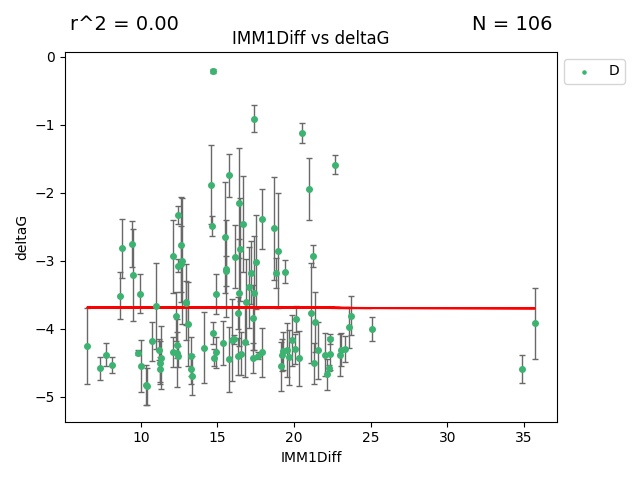 r^2 = 0.00
N = 106
IMM1Diff vs deltaG
D
deltaG
0
−1
−2
−3
−4
−5
10 15 20 25 30 35
IMM1Diff